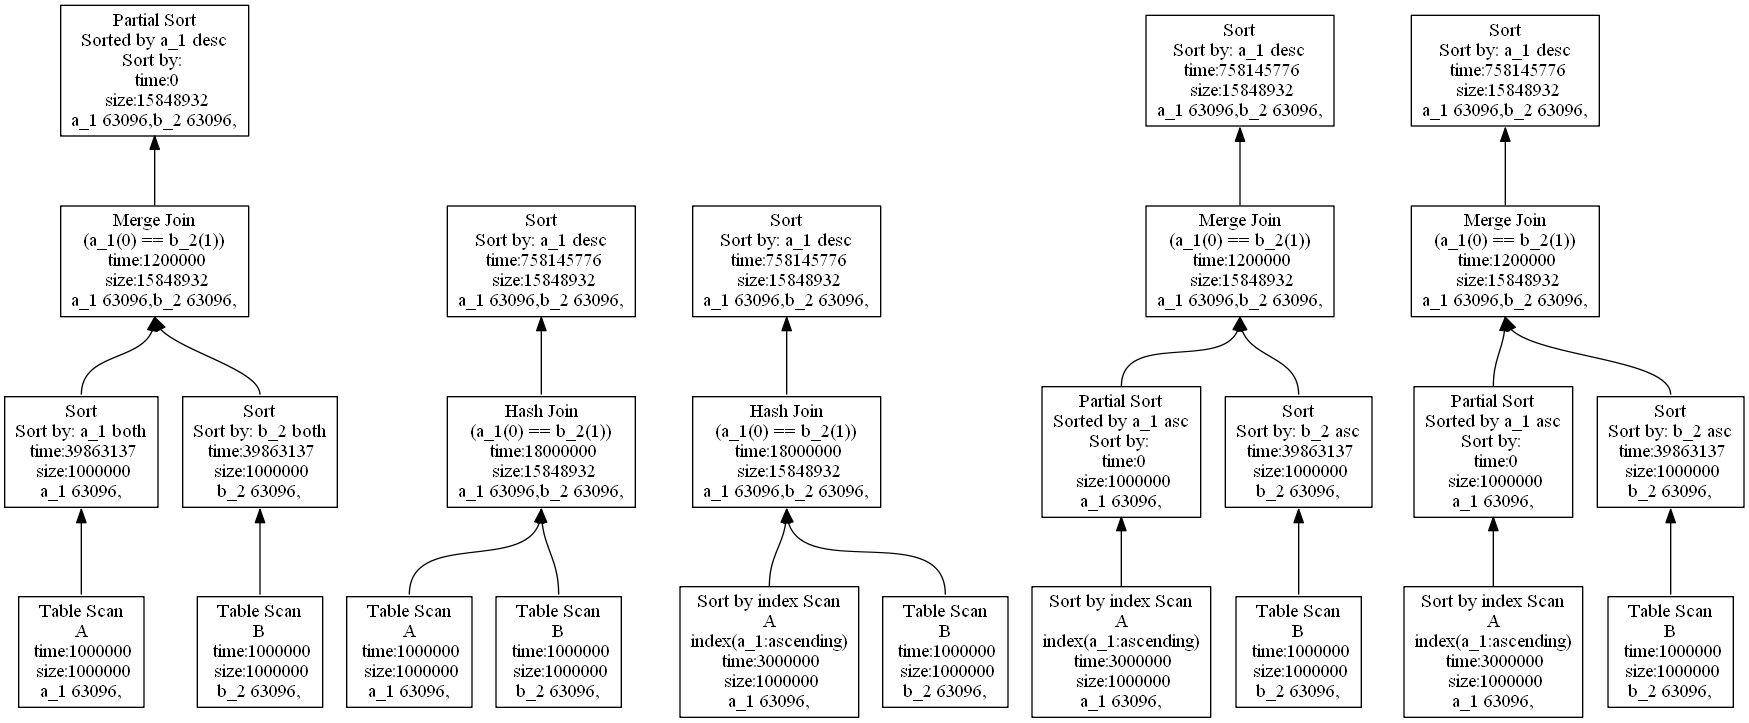 Partial Sort
Sorted by a_1 desc
Sort by:
time:0
size:15848932
a_1 63096,b_2 63096,
Merge Join
(a_1(0) == b_2(1))
time:1200000
size:15848932
a_1 63096,b_2 63096,
Sort
Sort by: a_1 both
time:39863137
size:1000000
a_1 63096,
Sort
Sort by: b_2 both
time:39863137
size:1000000
b_2 63096,
Table Scan
A
time:1000000
size:1000000
a_1 63096,
Table Scan
B
time:1000000
size:1000000
b_2 63096,
Sort
Sort by: a_1 desc
time:758145776
size:15848932
a_1 63096,b_2 63096,
Hash Join
(a_1(0) == b_2(1))
time:18000000
size:15848932
a_1 63096,b_2 63096,
Table Scan
A
time:1000000
size:1000000
a_1 63096,
Table Scan
B
time:1000000
size:1000000
b_2 63096,
Sort
Sort by: a_1 desc
time:758145776
size:15848932
a_1 63096,b_2 63096,
Hash Join
(a_1(0) == b_2(1))
time:18000000
size:15848932
a_1 63096,b_2 63096,
Sort by index Scan
A
index(a_1:ascending)
time:3000000
size:1000000
a_1 63096,
Table Scan
B
time:1000000
size:1000000
b_2 63096,
Sort
Sort by: a_1 desc
time:758145776
size:15848932
a_1 63096,b_2 63096,
Merge Join
(a_1(0) == b_2(1))
time:1200000
size:15848932
a_1 63096,b_2 63096,
Partial Sort
Sorted by a_1 asc
Sort by:
time:0
size:1000000
a_1 63096,
Sort
Sort by: b_2 asc
time:39863137
size:1000000
b_2 63096,
Sort by index Scan
A
index(a_1:ascending)
time:3000000
size:1000000
a_1 63096,
Table Scan
B
time:1000000
size:1000000
b_2 63096,
Sort
Sort by: a_1 desc
time:758145776
size:15848932
a_1 63096,b_2 63096,
Merge Join
(a_1(0) == b_2(1))
time:1200000
size:15848932
a_1 63096,b_2 63096,
Partial Sort
Sorted by a_1 asc
Sort by:
time:0
size:1000000
a_1 63096,
Sort
Sort by: b_2 asc
time:39863137
size:1000000
b_2 63096,
Sort by index Scan
A
index(a_1:ascending)
time:3000000
size:1000000
a_1 63096,
Table Scan
B
time:1000000
size:1000000
b_2 63096,